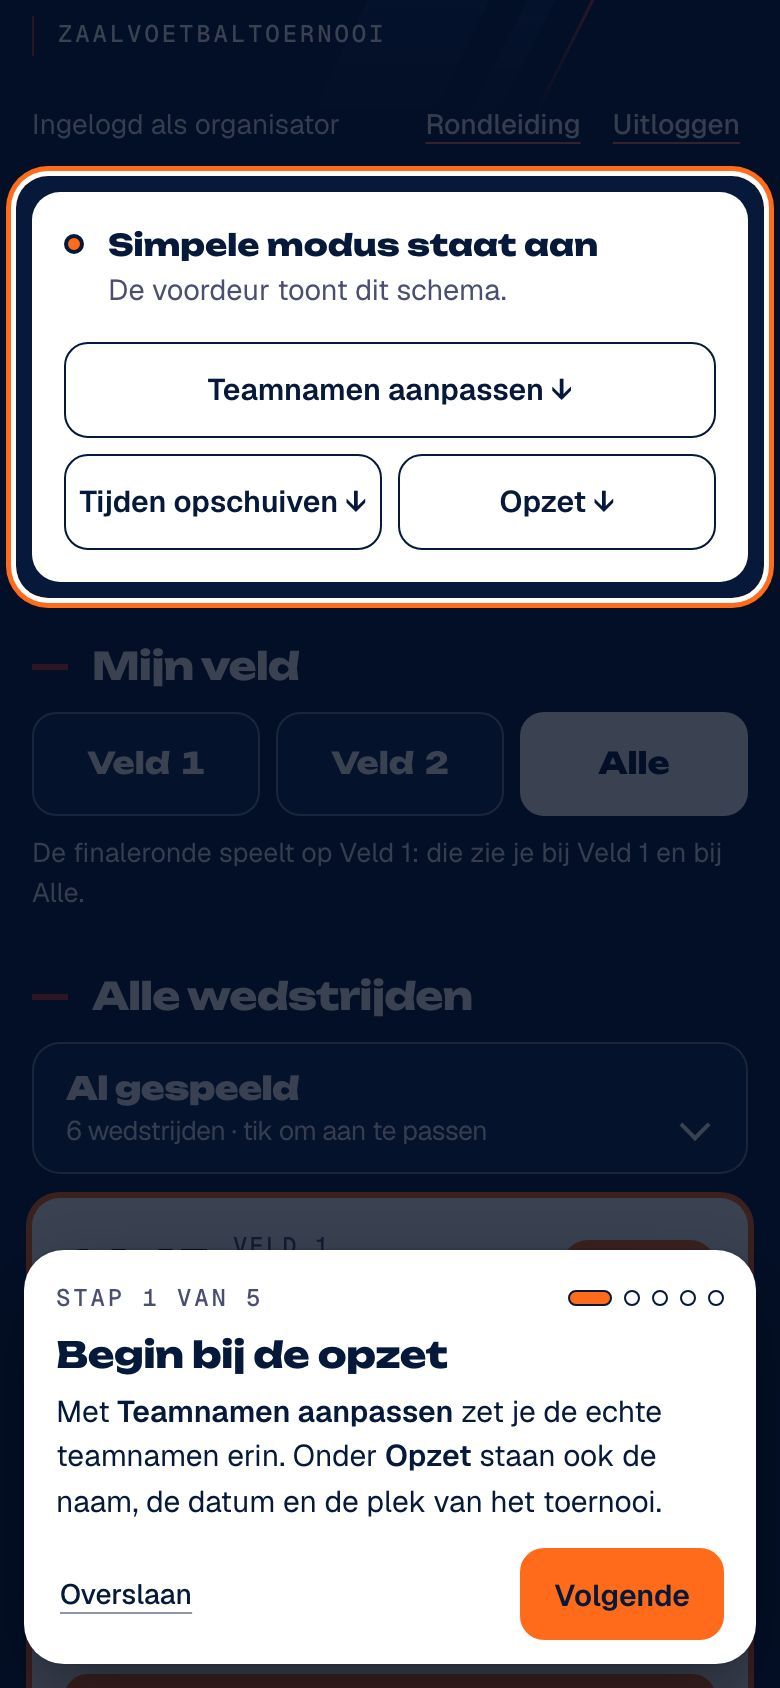 ZAALVOETBALTOERNOOI
Ingelogd als organisator Rondleiding Uitloggen
Simpele modus staat aan
De voordeur toont dit schema.
Teamnamen aanpassen ↓
Tijden opschuiven ↓ Opzet ↓
Mijn veld
Veld 1 Veld 2 Alle
De finaleronde speelt op Veld 1: die zie je bij Veld 1 en bij
Alle.
Alle wedstrijden
Al gespeeld
6 wedstrijden · tik om aan te passen
VELD 1
STAP 1 VAN 5
Begin bij de opzet
Met Teamnamen aanpassen zet je de echte
teamnamen erin. Onder Opzet staan ook de
naam, de datum en de plek van het toernooi.
Overslaan Volgende